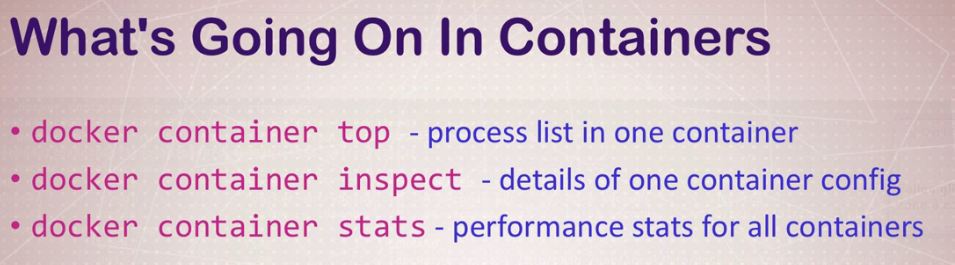 What's Going On In Containers
• docker container top - process list in one container
• docker container inspect - details of one container config
• docker container stats - performance stats for all containers